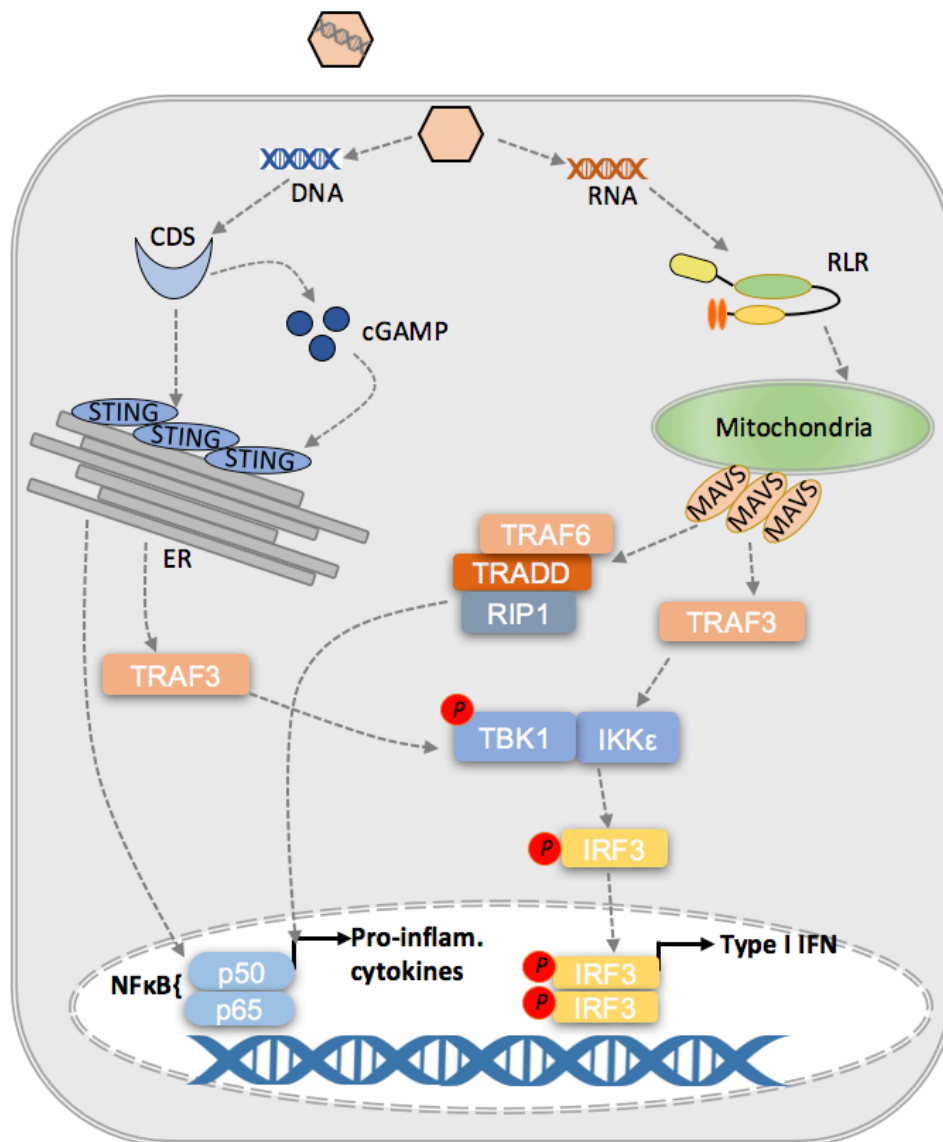 DNA
RNA
CDS
RLR
cGAMP
STING
STING
STING
Mitochondria
MAVS
MAVS
MAVS
ER
TRAF6
TRADD
RIP1
TRAF3
TRAF3
P
TBK1
IKKε
P
IRF3
Pro-inflam.
cytokines
Type I IFN
NFκB{
p50
p65
P
IRF3
P
IRF3